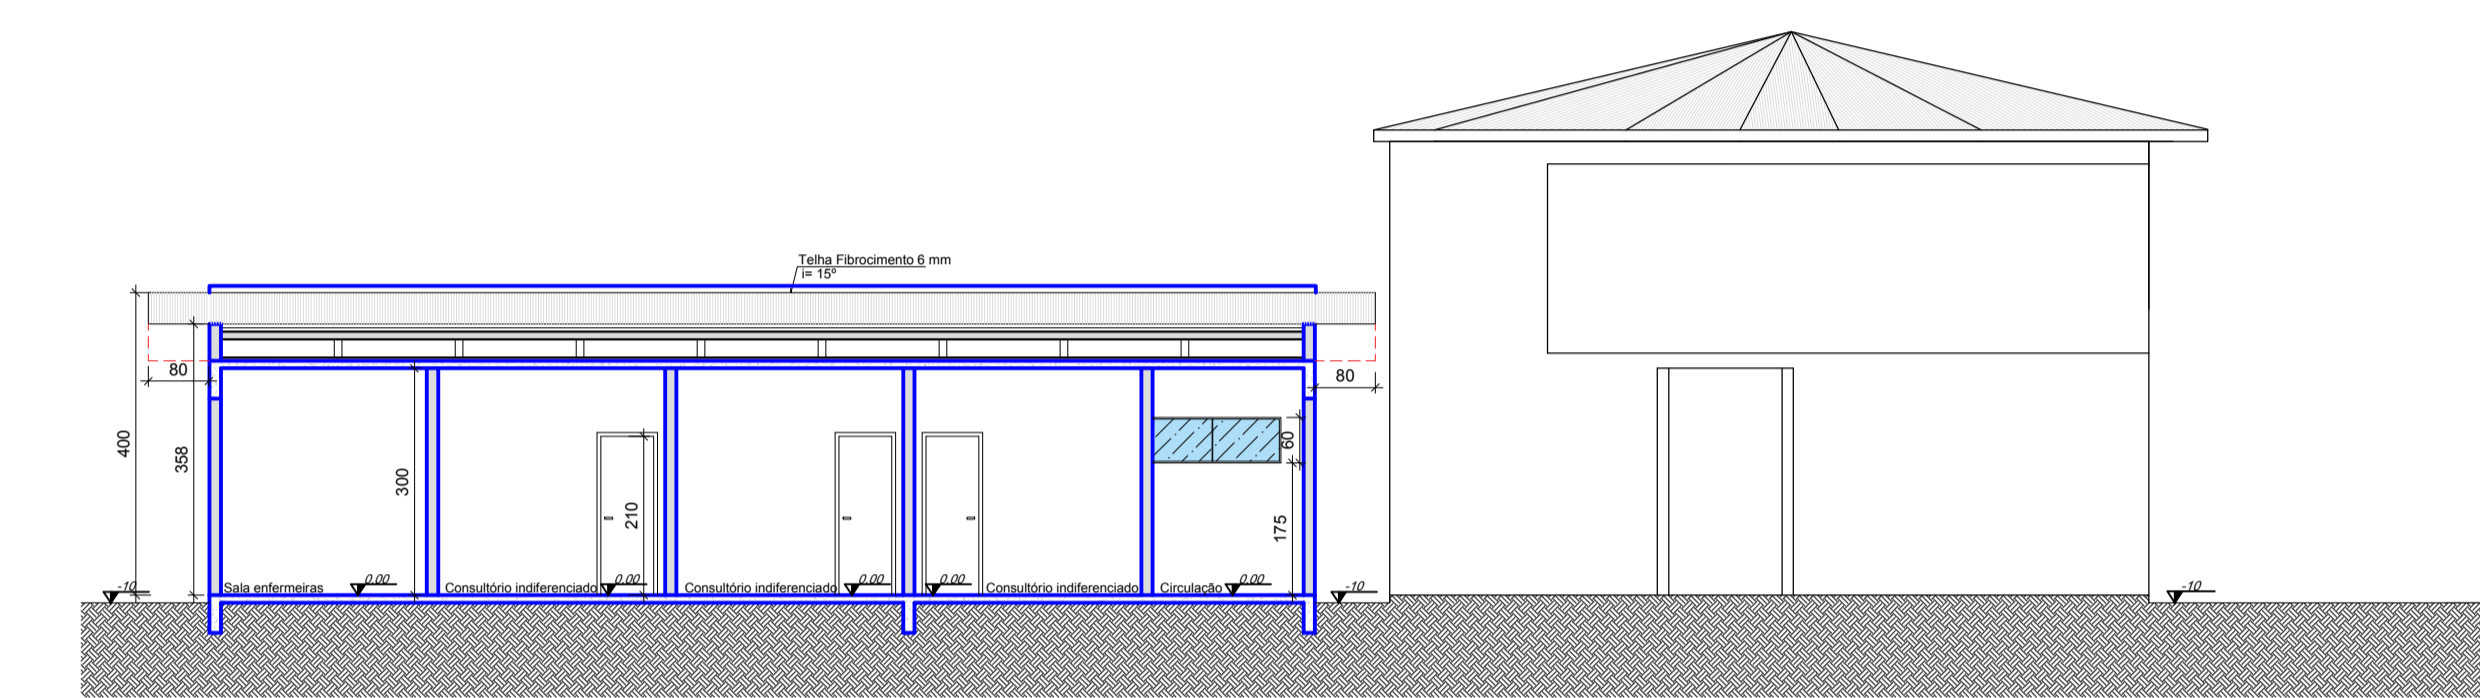 Telha Fibrocimento 6 mm
i= 15º
80
80
400
358
300
210
60
175
-10
Sala enfermeiras
0.00
Consultório indiferenciado
0.00
Consultório indiferenciado
0.00
0.00
Consultório indiferenciado
Circulação
0.00
-10
-10